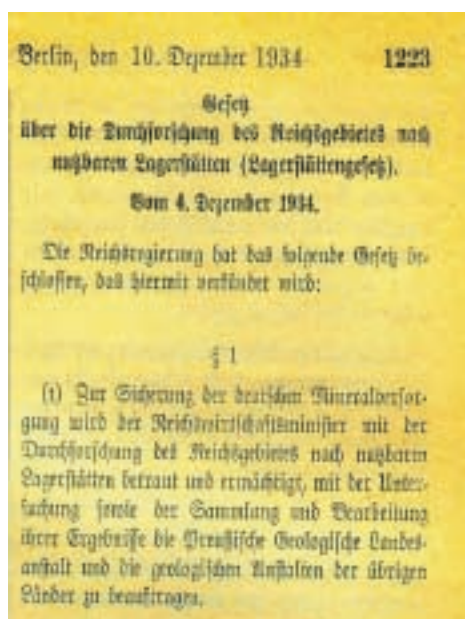 Berlin, den 10. Dezember 1934 1223
Gesetz
über die Durchforschung des Reichsgebietes nach
nutzbaren Lagerstätten (Lagerstättengesetz).
Vom 4. Dezember 1934.
Die Reichsregierung hat das folgende Gesetz be-
schlossen, das hiermit verkündet wird:
§ 1
(1) Zur Sicherung der deutschen Mineralversor-
gung wird der Reichswirtschaftsminister mit der
Durchforschung des Reichsgebietes nach nutzbaren
Lagerstätten betraut und ermächtigt, mit der Unter-
suchung sowie der Sammlung und Bearbeitung
ihrer Ergebnisse die Preußische Geologische Landes-
anstalt und die geologischen Anstalten der übrigen
Länder zu beauftragen.